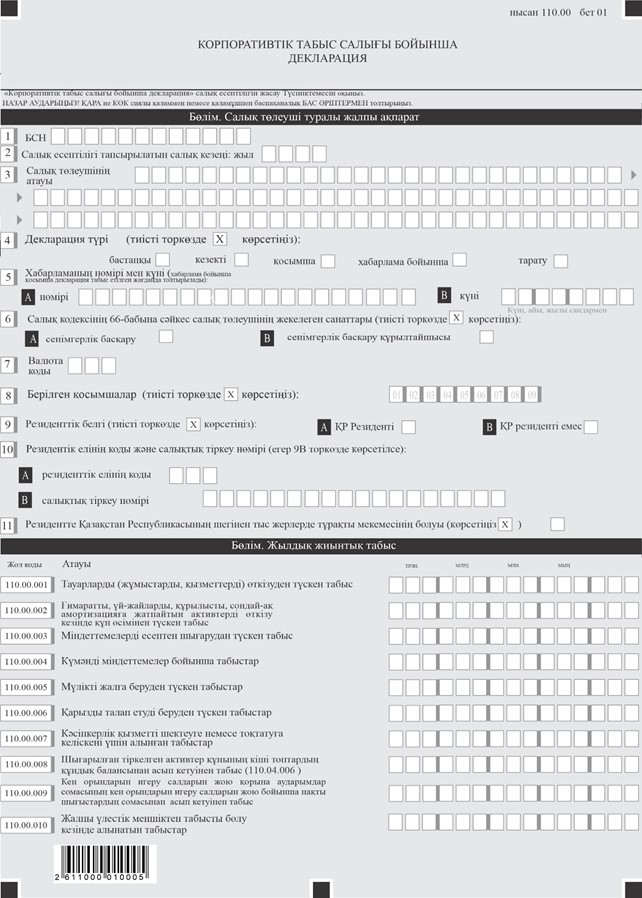 нысан 110.00 бет 01
КОРПОРАТИВТІК ТАБЫС САЛЫҒЫ БОЙЫНША
ДЕКЛАРАЦИЯ
«Корпоративтік табыс салығы бойынша декларация» салық есептілігін жасау Түсініктемесін оқыңыз.
НАЗАР АУДАРЫҢЫЗ! ҚАРА не КӨК сиялы қаламмен немесе қаламұшпен баспаханалық БАС ӘРІПТЕРМЕН толтырыңыз.
Бөлім. Салық төлеуші туралы жалпы ақпарат
1 БСН
2 Салық есептілігі тапсырылатын салық кезеңі: жыл
3 Салық төлеушінің
атауы
4 Декларация түрі (тиісті торкөзде X көрсетіңіз):
бастапқы кезекті қосымша хабарлама бойынша тарату
5 Хабарламаның нөмірі мен күні (хабарлама бойынша
қосымша декларация табыс етілген жағдайда толтырылады):
A нөмірі B күні
Күні, айы, жылы сандармен
6 Салық кодексінің 66-бабына сәйкес салық төлеушінің жекелеген санаттары (тиісті торкөзде X көрсетіңіз):
A сенімгерлік басқару B сенімгерлік басқару құрылтайшысы
7 Валюта
коды
8 Берілген қосымшалар (тиісті торкөзде X көрсетіңіз): 01 02 03 04 05 06 07 08 09
9 Резиденттік белгі (тиісті торкөзде X көрсетіңіз): A ҚР Резиденті B ҚР резиденті емес
10 Резиденттік елінің коды және салықтық тіркеу нөмірі (егер 9В торкөзде көрсетілсе):
A резиденттік елінің коды
B салықтық тіркеу нөмірі
11 Резидентте Қазақстан Республикасының шегінен тыс жерлерде тұрақты мекемесінің болуы (көрсетіңіз X )
Бөлім. Жылдық жиынтық табыс
Жол коды Атауы трлн. млрд. млн. мың
110.00.001 Тауарларды (жұмыстарды, қызметтерді) өткізуден түскен табыс
110.00.002 Ғимаратты, үй-жайларды, құрылысты, сондай-ақ
амортизацияға жатпайтын активтерді өткізу
кезінде құн өсімінен түскен табыс
110.00.003 Міндеттемелерді есептен шығарудан түскен табыс
110.00.004 Күмәнді міндеттемелер бойынша табыстар
110.00.005 Мүлікті жалға беруден түскен табыстар
110.00.006 Қарызды талап етуді беруден түскен табыстар
110.00.007 Кәсіпкерлік қызметті шектеуге немесе тоқтатуға
келіскені үшін алынған табыстар
110.00.008 Шығарылған тіркелген активтер құнының кіші топтардың
құндық балансынан асып кетуінен табыс (110.04.006 )
110.00.009 Кен орындарын игеру салдарын жою қорына аударымдар
сомасының кен орындарын игеру салдарын жою бойынша нақты
шығыстардың сомасынан асып кетуінен табыс
110.00.010 Жалпы үлестік меншіктен табысты бөлу
кезінде алынатын табыстар
2 611000 010005